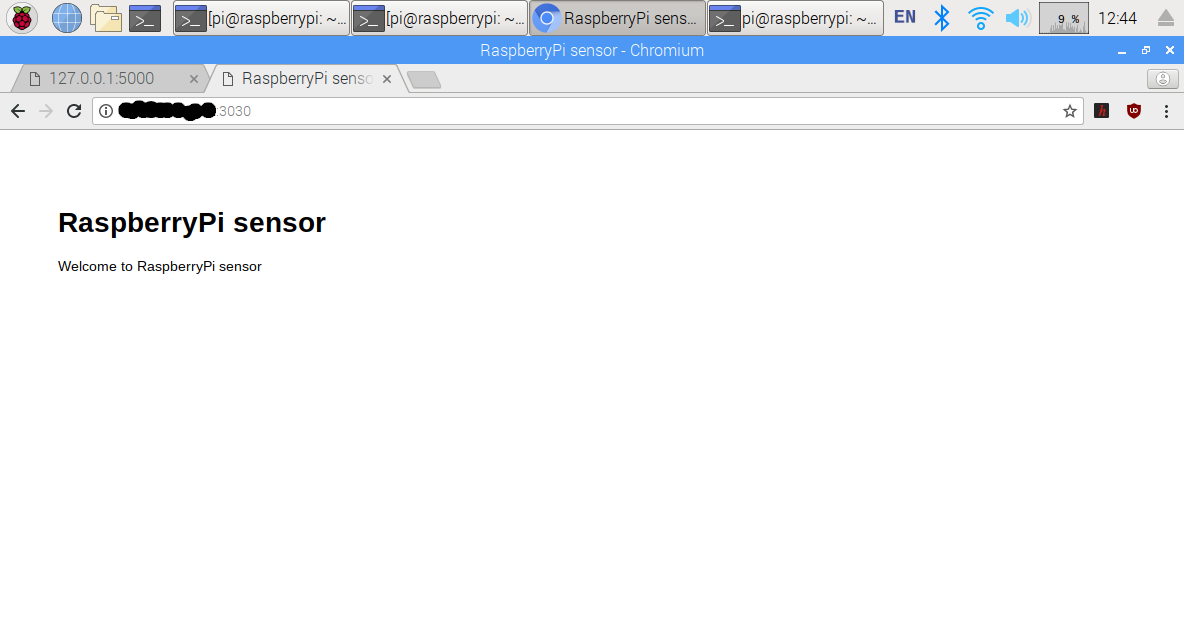 [pi@raspberrypi: ~... [pi@raspberrypi: ~... RaspberryPi sens... pi@raspberrypi: ~... EN 9 % 12:44
RaspberryPi sensor - Chromium
127.0.0.1:5000 RaspberryPi senso
:3030
RaspberryPi sensor
Welcome to RaspberryPi sensor